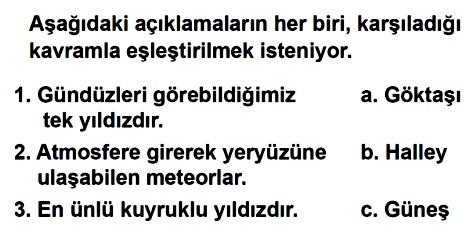 Aşağıdaki açıklamaların her biri, karşıladığı
kavramla eşleştirilmek isteniyor.
1. Gündüzleri görebildiğimiz a. Göktaşı
tek yıldızdır.
2. Atmosfere girerek yeryüzüne b. Halley
ulaşabilen meteorlar.
3. En ünlü kuyruklu yıldızdır. c. Güneş